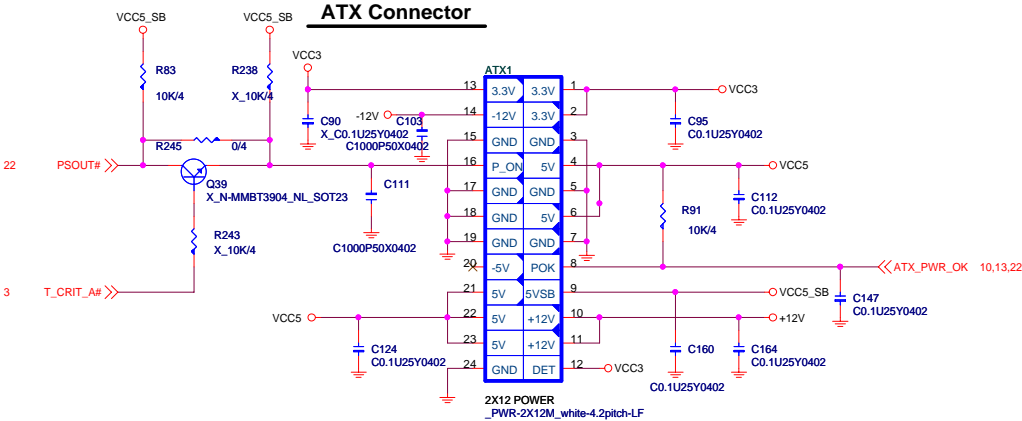 ATX Connector
VCC5_SB
VCC5_SB
R83
10K/4
R238
X_10K/4
VCC3
-12V
C90
X_C0.1U25Y0402
C103
C1000P50X0402
R245
0/4
22
PSOUT#
Q39
X_N-MMBT3904_NL_SOT23
C111
C1000P50X0402
R243
X_10K/4
3
T_CRIT_A#
VCC5
C124
C0.1U25Y0402
ATX1
13 3.3V 3.3V 1
14 -12V 3.3V 2
15 GND GND 3
16 P_ON 5V 4
17 GND GND 5
18 GND 5V 6
19 GND GND 7
20 -5V POK 8
21 5V 5VSB 9
22 5V +12V 10
23 5V +12V 11
24 GND DET 12
2X12 POWER
_PWR-2X12M_white-4.2pitch-LF
VCC3
C95
C0.1U25Y0402
VCC5
C112
C0.1U25Y0402
R91
10K/4
ATX_PWR_OK 10,13,22
C147
C0.1U25Y0402
VCC5_SB
+12V
C160
C0.1U25Y0402
C164
C0.1U25Y0402
VCC3